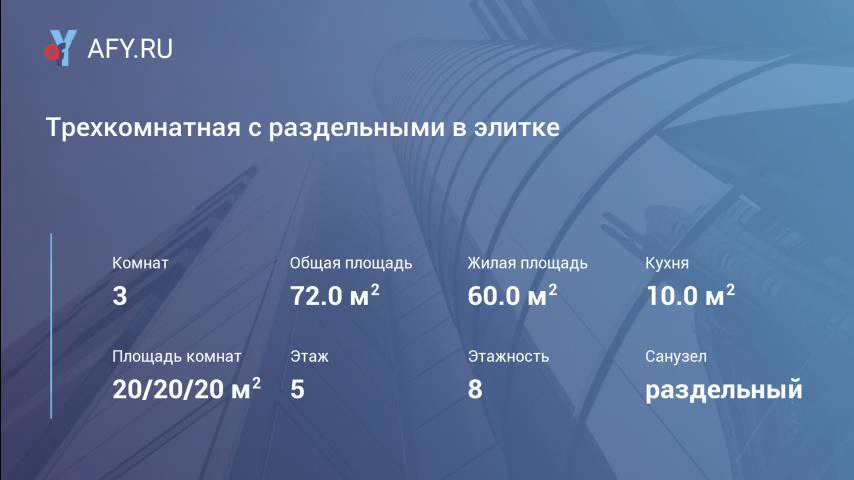 AFY.RU
Трехкомнатная с раздельными в элитке
Комнат
3
Общая площадь
72.0 м²
Жилая площадь
60.0 м²
Кухня
10.0 м²
Площадь комнат
20/20/20 м²
Этаж
5
Этажность
8
Санузел
раздельный